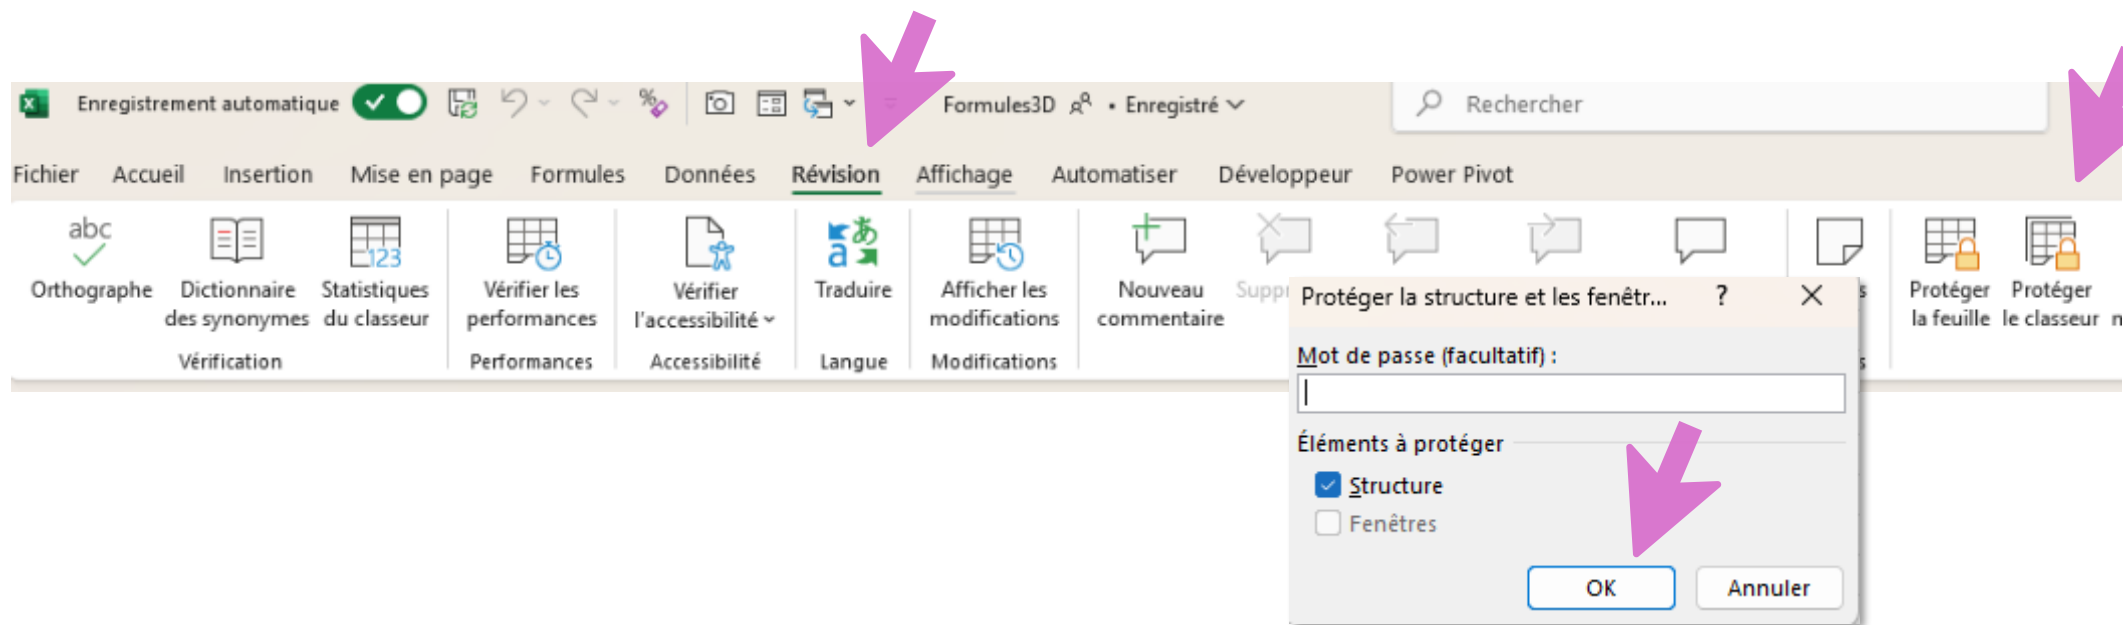 Enregistrement automatique
Formules3D • Enregistré
Rechercher
Fichier Accueil Insertion Mise en page Formules Données Révision Affichage Automatiser Développeur Power Pivot
abc
Orthographe
Dictionnaire
des synonymes
123
Statistiques
du classeur
Vérification
Vérifier les
performances
Performances
Vérifier
l'accessibilité
Accessibilité
あ
a
Traduire
Langue
Afficher les
modifications
Modifications
Nouveau
commentaire
Supp
Protéger
la feuille
Protéger
le classeur
Protéger la structure et les fenêtr... ?
Mot de passe (facultatif) :
Éléments à protéger
Structure
Fenêtres
OK Annuler